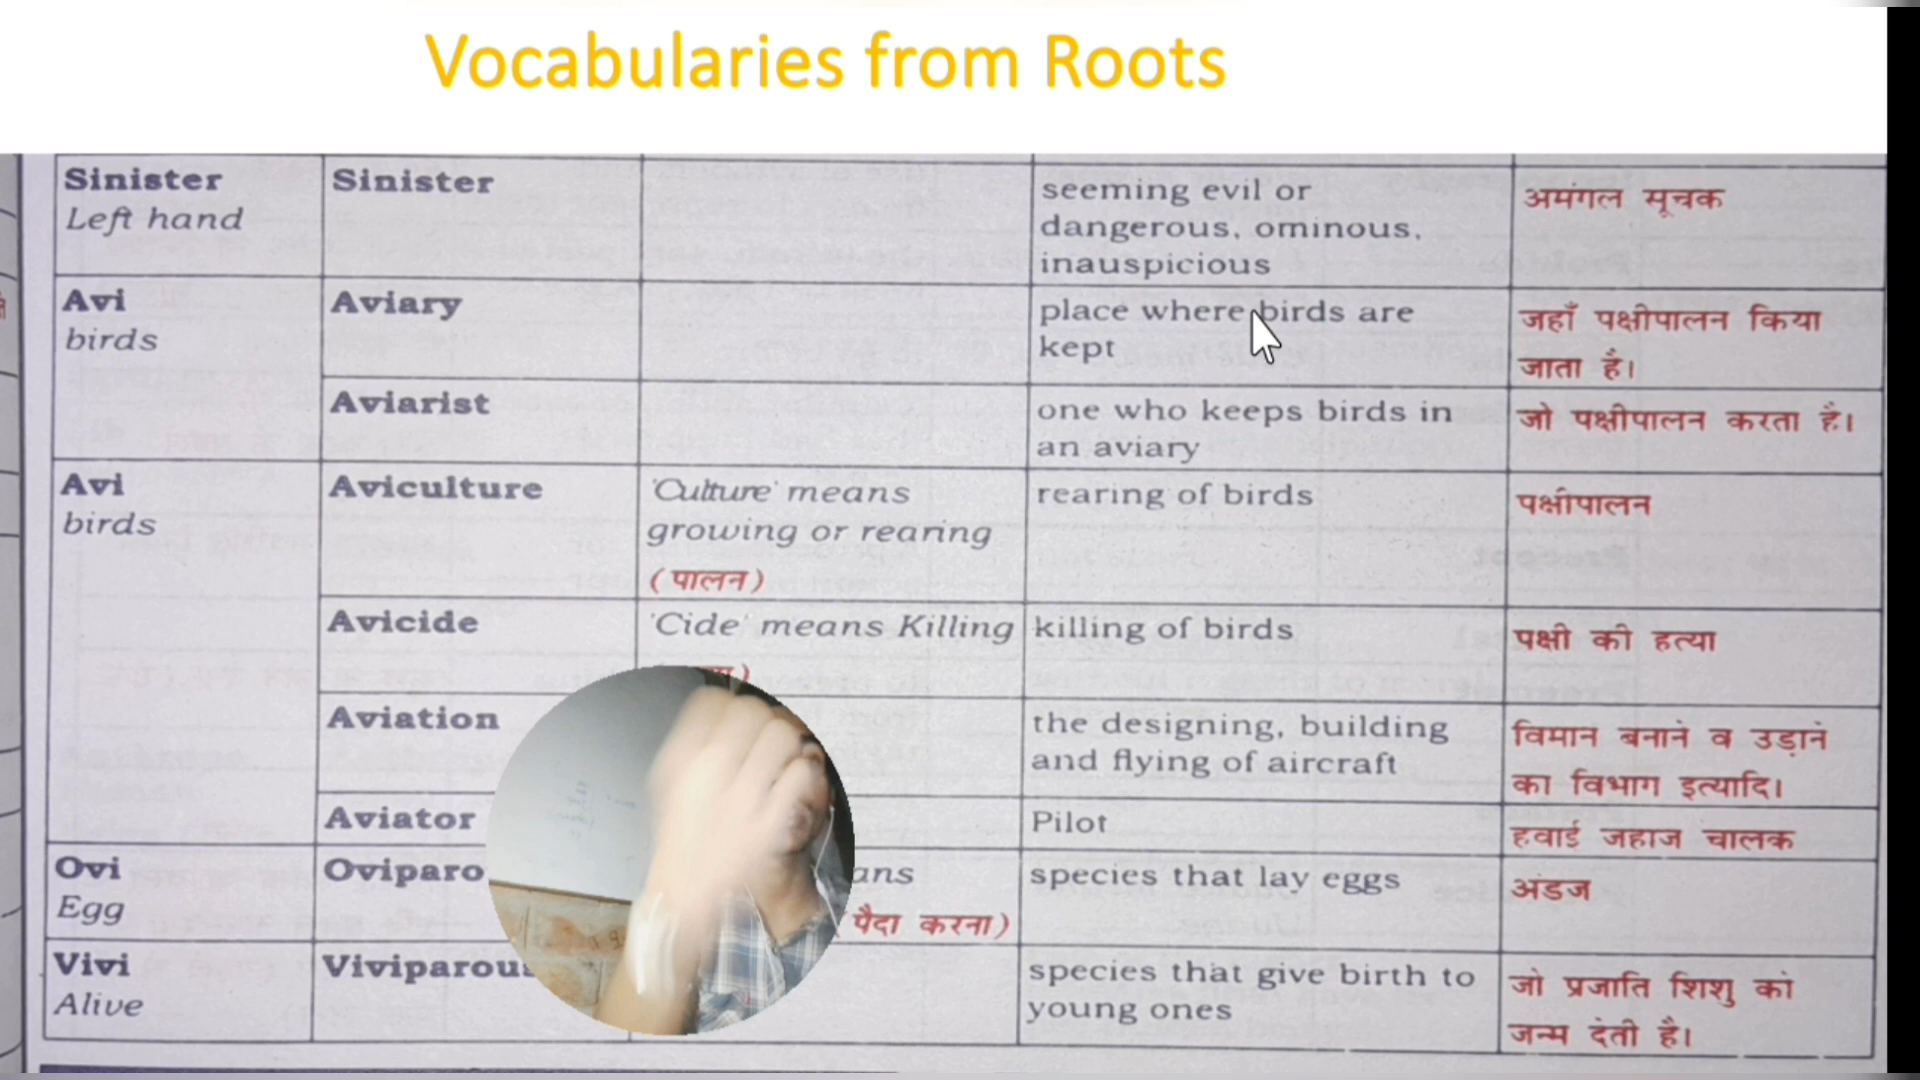 Vocabularies from Roots
Sinister
Left hand
Sinister
seeming evil or
dangerous, ominous,
inauspicious
अमंगल सूचक
Avi
birds
Aviary
place where birds are
kept
जहाँ पक्षीपालन किया
जाता है।
Aviarist
one who keeps birds in
an aviary
जो पक्षीपालन करता है।
Avi
birds
Aviculture
'Culture' means
growing or rearing
(पालन)
rearing of birds
पक्षीपालन
Avicide
'Cide' means Killing
killing of birds
पक्षी की हत्या
Aviation
the designing, building
and flying of aircraft
विमान बनाने व उड़ाने
का विभाग इत्यादि।
Aviator
Pilot
हवाई जहाज चालक
Ovi
Egg
(पैदा करना)
species that lay eggs
अंडज
Vivi
Alive
Viviparous
species that give birth to
young ones
जो प्रजाति शिशु को
जन्म देती है।